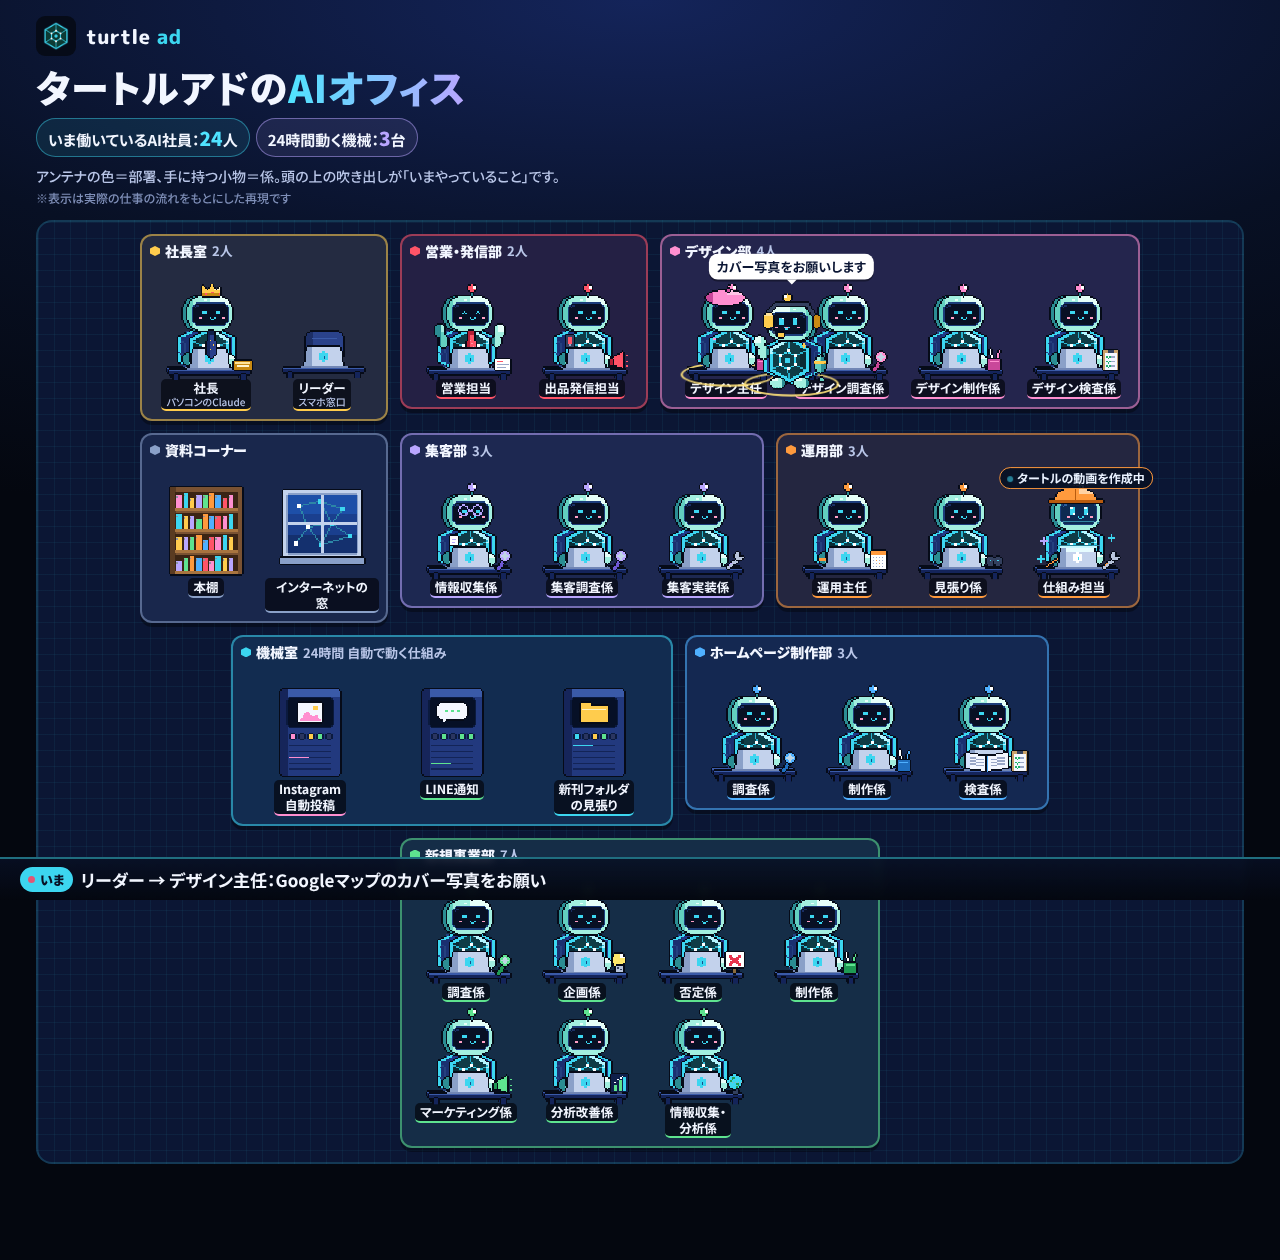 turtle ad
タートルアドのAIオフィス
いま働いているAI社員：24人
24時間動く機械：3台
アンテナの色＝部署、手に持つ小物＝係。頭の上の吹き出しが「いまやっていること」です。
※表示は実際の仕事の流れをもとにした再現です
社長室 2人
社長
パソコンのClaude
リーダー
スマホ窓口
営業・発信部 2人
営業担当
出品発信担当
デザイン部 4人
カバー写真をお願いします
デザイン主任
デザイン調査係
デザイン制作係
デザイン検査係
資料コーナー
本棚
インターネットの
窓
集客部 3人
情報収集係
集客調査係
集客実装係
運用部 3人
タートルの動画を作成中
運用主任
見張り係
仕組み担当
機械室 24時間 自動で動く仕組み
Instagram
自動投稿
LINE通知
新刊フォルダ
の見張り
ホームページ制作部 3人
調査係
制作係
検査係
新規事業部 7人
いま リーダー → デザイン主任：Googleマップのカバー写真をお願い
調査係
企画係
否定係
制作係
マーケティング係
分析改善係
情報収集・
分析係